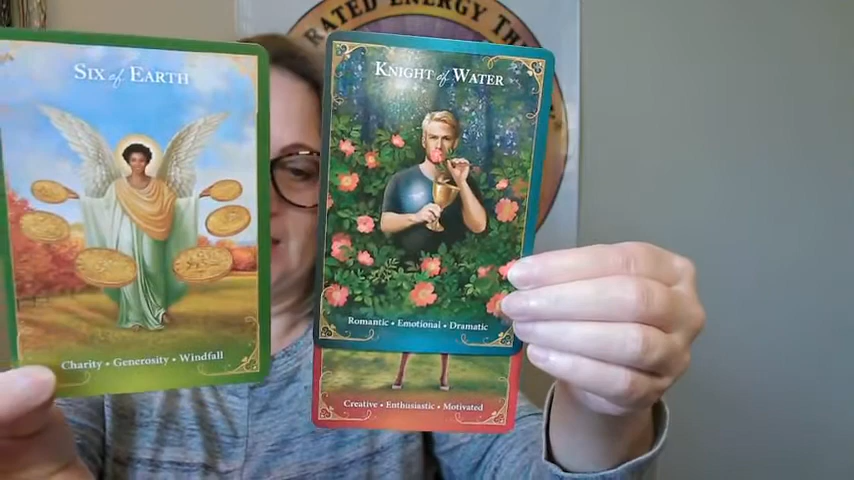 RATED ENERGY TH
SIX of EARTH
KNIGHT of WATER
Romantic • Emotional • Dramatic
Charity • Generosity • Windfall
Creative • Enthusiastic • Motivated